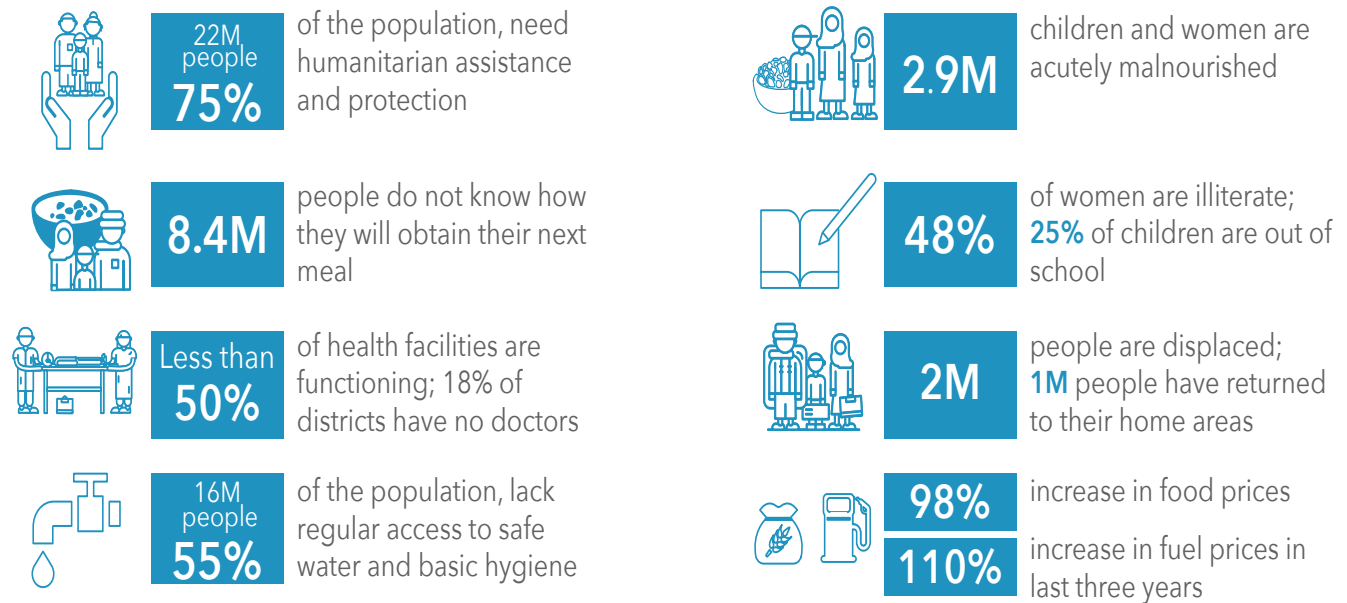 22M
people
75%
of the population, need
humanitarian assistance
and protection
8.4M
people do not know how
they will obtain their next
meal
Less than
50%
of health facilities are
functioning; 18% of
districts have no doctors
16M
people
55%
of the population, lack
regular access to safe
water and basic hygiene
2.9M
children and women are
acutely malnourished
48%
of women are illiterate;
25% of children are out of
school
2M
people are displaced;
1M people have returned
to their home areas
98%
increase in food prices
110%
increase in fuel prices in
last three years